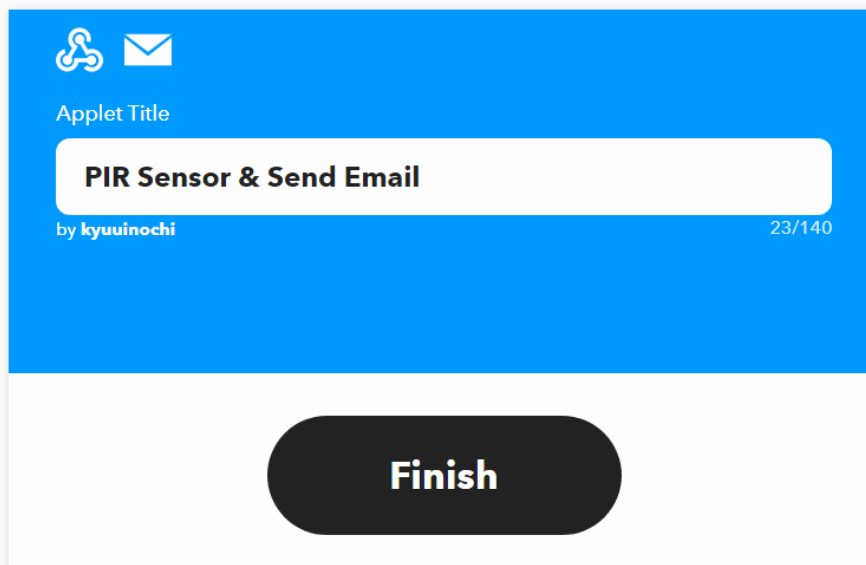 Applet Title
PIR Sensor & Send Email
by kyuuinochi
23/140
Finish